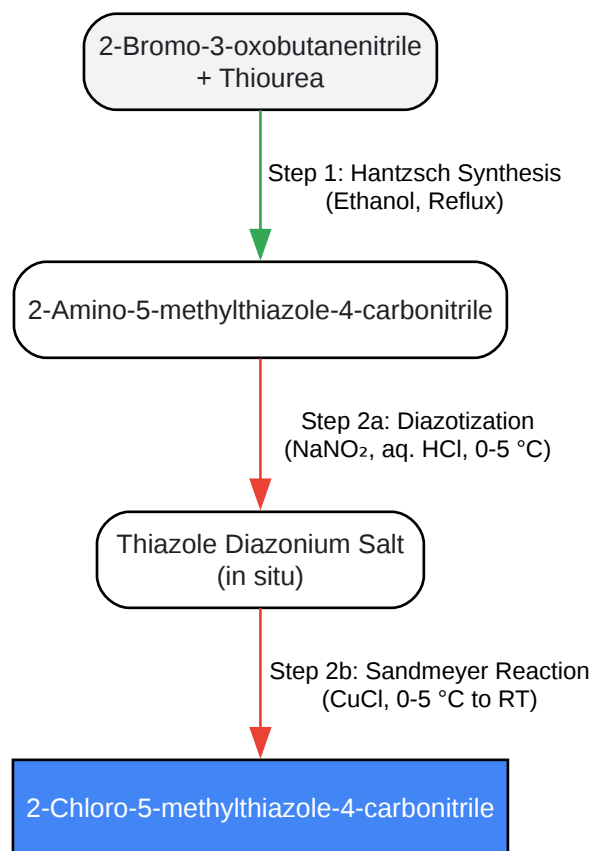 2-Bromo-3-oxobutanenitrile
+ Thiourea
Step 1: Hantzsch Synthesis
(Ethanol, Reflux)
2-Amino-5-methylthiazole-4-carbonitrile
Step 2a: Diazotization
(NaNO₂, aq. HCl, 0-5 °C)
Thiazole Diazonium Salt
(in situ)
Step 2b: Sandmeyer Reaction
(CuCl, 0-5 °C to RT)
2-Chloro-5-methylthiazole-4-carbonitrile